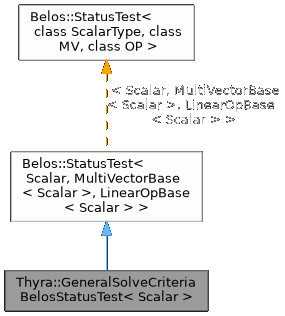 Belos::StatusTest<
class ScalarType, class
MV, class OP >
< Scalar, MultiVectorBase
< Scalar >, LinearOpBase
< Scalar > >
Belos::StatusTest<
Scalar, MultiVectorBase
< Scalar >, LinearOpBase
< Scalar > >
Thyra::GeneralSolveCriteria
BelosStatusTest< Scalar >